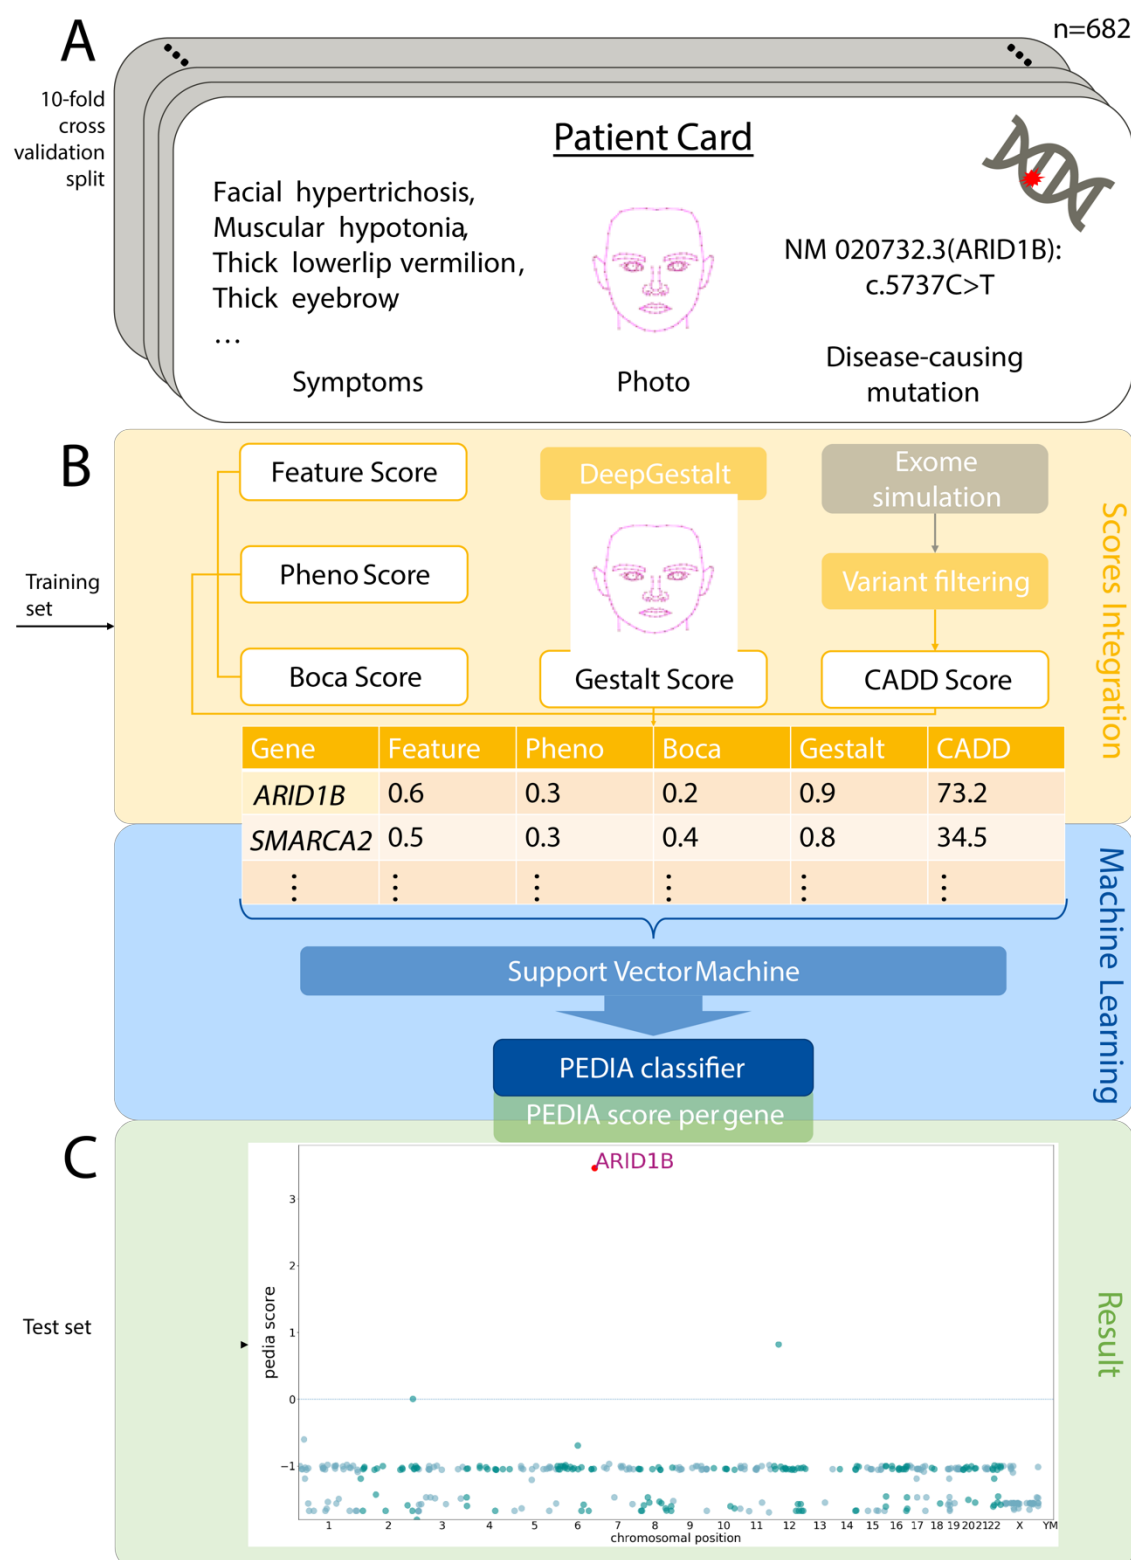 A
n=682
10-fold
cross
validation
split
Patient Card
Facial hypertrichosis,
Muscular hypotonia,
Thick lowerlip vermilion,
Thick eyebrow,
...
Symptoms
Photo
NM 020732.3(ARID1B):
c.5737C>T
Disease-causing
mutation
B
Training
set
Feature Score
Pheno Score
Boca Score
DeepGestalt
Gestalt Score
Exome
simulation
Variant filtering
CADD Score
Scores Integration
Gene Feature Pheno Boca Gestalt CADD
ARID1B 0.6 0.3 0.2 0.9 73.2
SMARCA2 0.5 0.3 0.4 0.8 34.5
⋮ ⋮ ⋮ ⋮ ⋮ ⋮
Machine Learning
Support Vector Machine
PEDIA classifier
PEDIA score per gene
C
Test set
Result
ARID1B
pedia score
3
2
1
0
−1
1 2 3 4 5 6 7 8 9 10 11 12 13 14 15 16 17 18 19 20 21 22 X Y M
chromosomal position